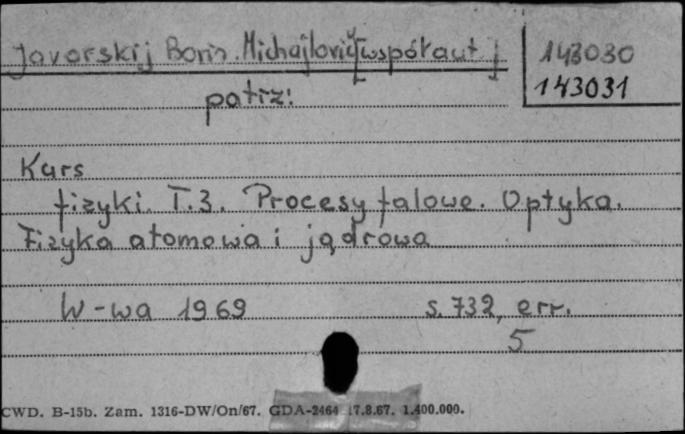 Javorskij Boris Michajlovič [współaut.]
143030
143031
patrz:
Kurs
fizyki. T.3. Procesy falowe. Optyka.
Fizyka atomowa i jądrowa
W-wa 1969 s. 732, err.
5
CWD. B-15b. Zam. 1316-DW/On/67. GDA-2464 17.8.67. 1.400.000.